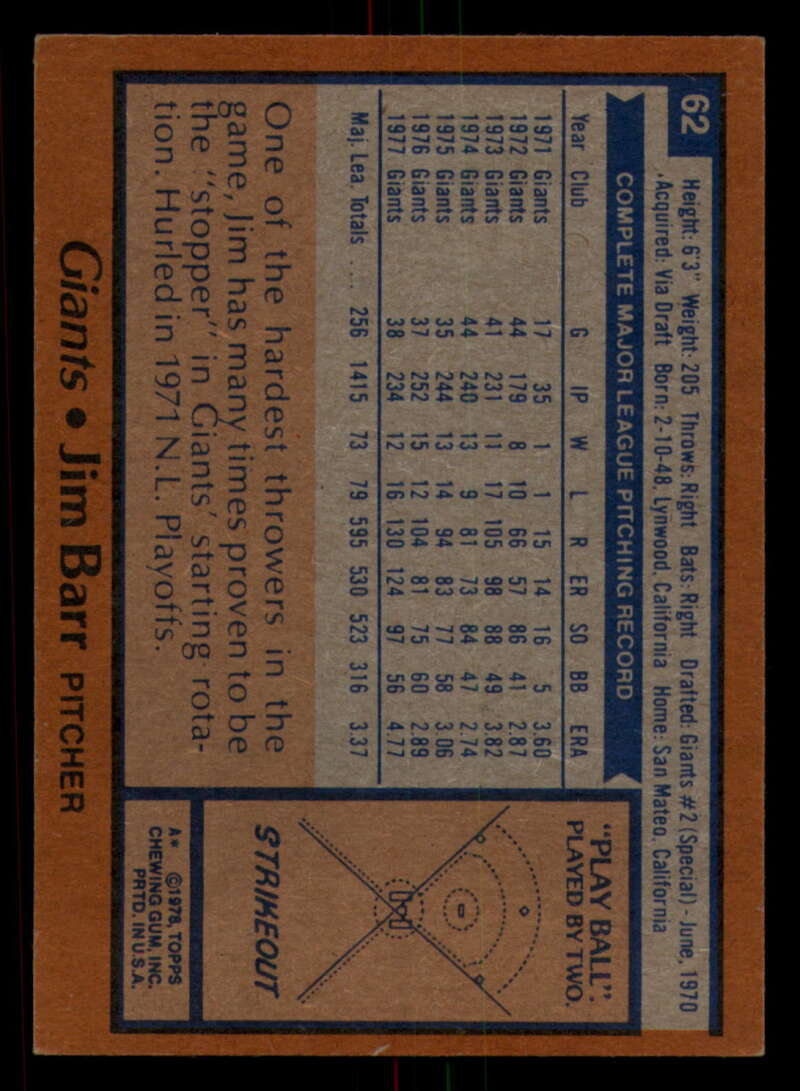 62
Height: 6'3" Weight: 205 Throws: Right Bats: Right Drafted: Giants #2 (Special) - June, 1970
Acquired: Via Draft Born: 2-10-48, Lynwood, California Home: San Mateo, California
COMPLETE MAJOR LEAGUE PITCHING RECORD
Year Club G IP W L R ER SO BB ERA
1971 Giants 17 35 1 1 15 14 16 5 3.60
1972 Giants 44 179 8 10 66 57 86 41 2.87
1973 Giants 41 231 11 17 105 98 88 49 3.82
1974 Giants 44 240 13 9 81 73 84 47 2.74
1975 Giants 35 244 13 14 94 83 77 58 3.06
1976 Giants 37 252 15 12 104 81 75 60 2.89
1977 Giants 38 234 12 16 130 124 97 56 4.77
Maj. Lea. Totals .... 256 1415 73 79 595 530 523 316 3.37
One of the hardest throwers in the
game, Jim has many times proven to be
the "stopper" in Giants' starting rota-
tion. Hurled in 1971 N.L. Playoffs.
"PLAY BALL":
PLAYED BY TWO.
STRIKEOUT
A* ©1978, TOPPS
CHEWING GUM, INC.
PRTD. IN U.S.A.
Giants • Jim Barr PITCHER